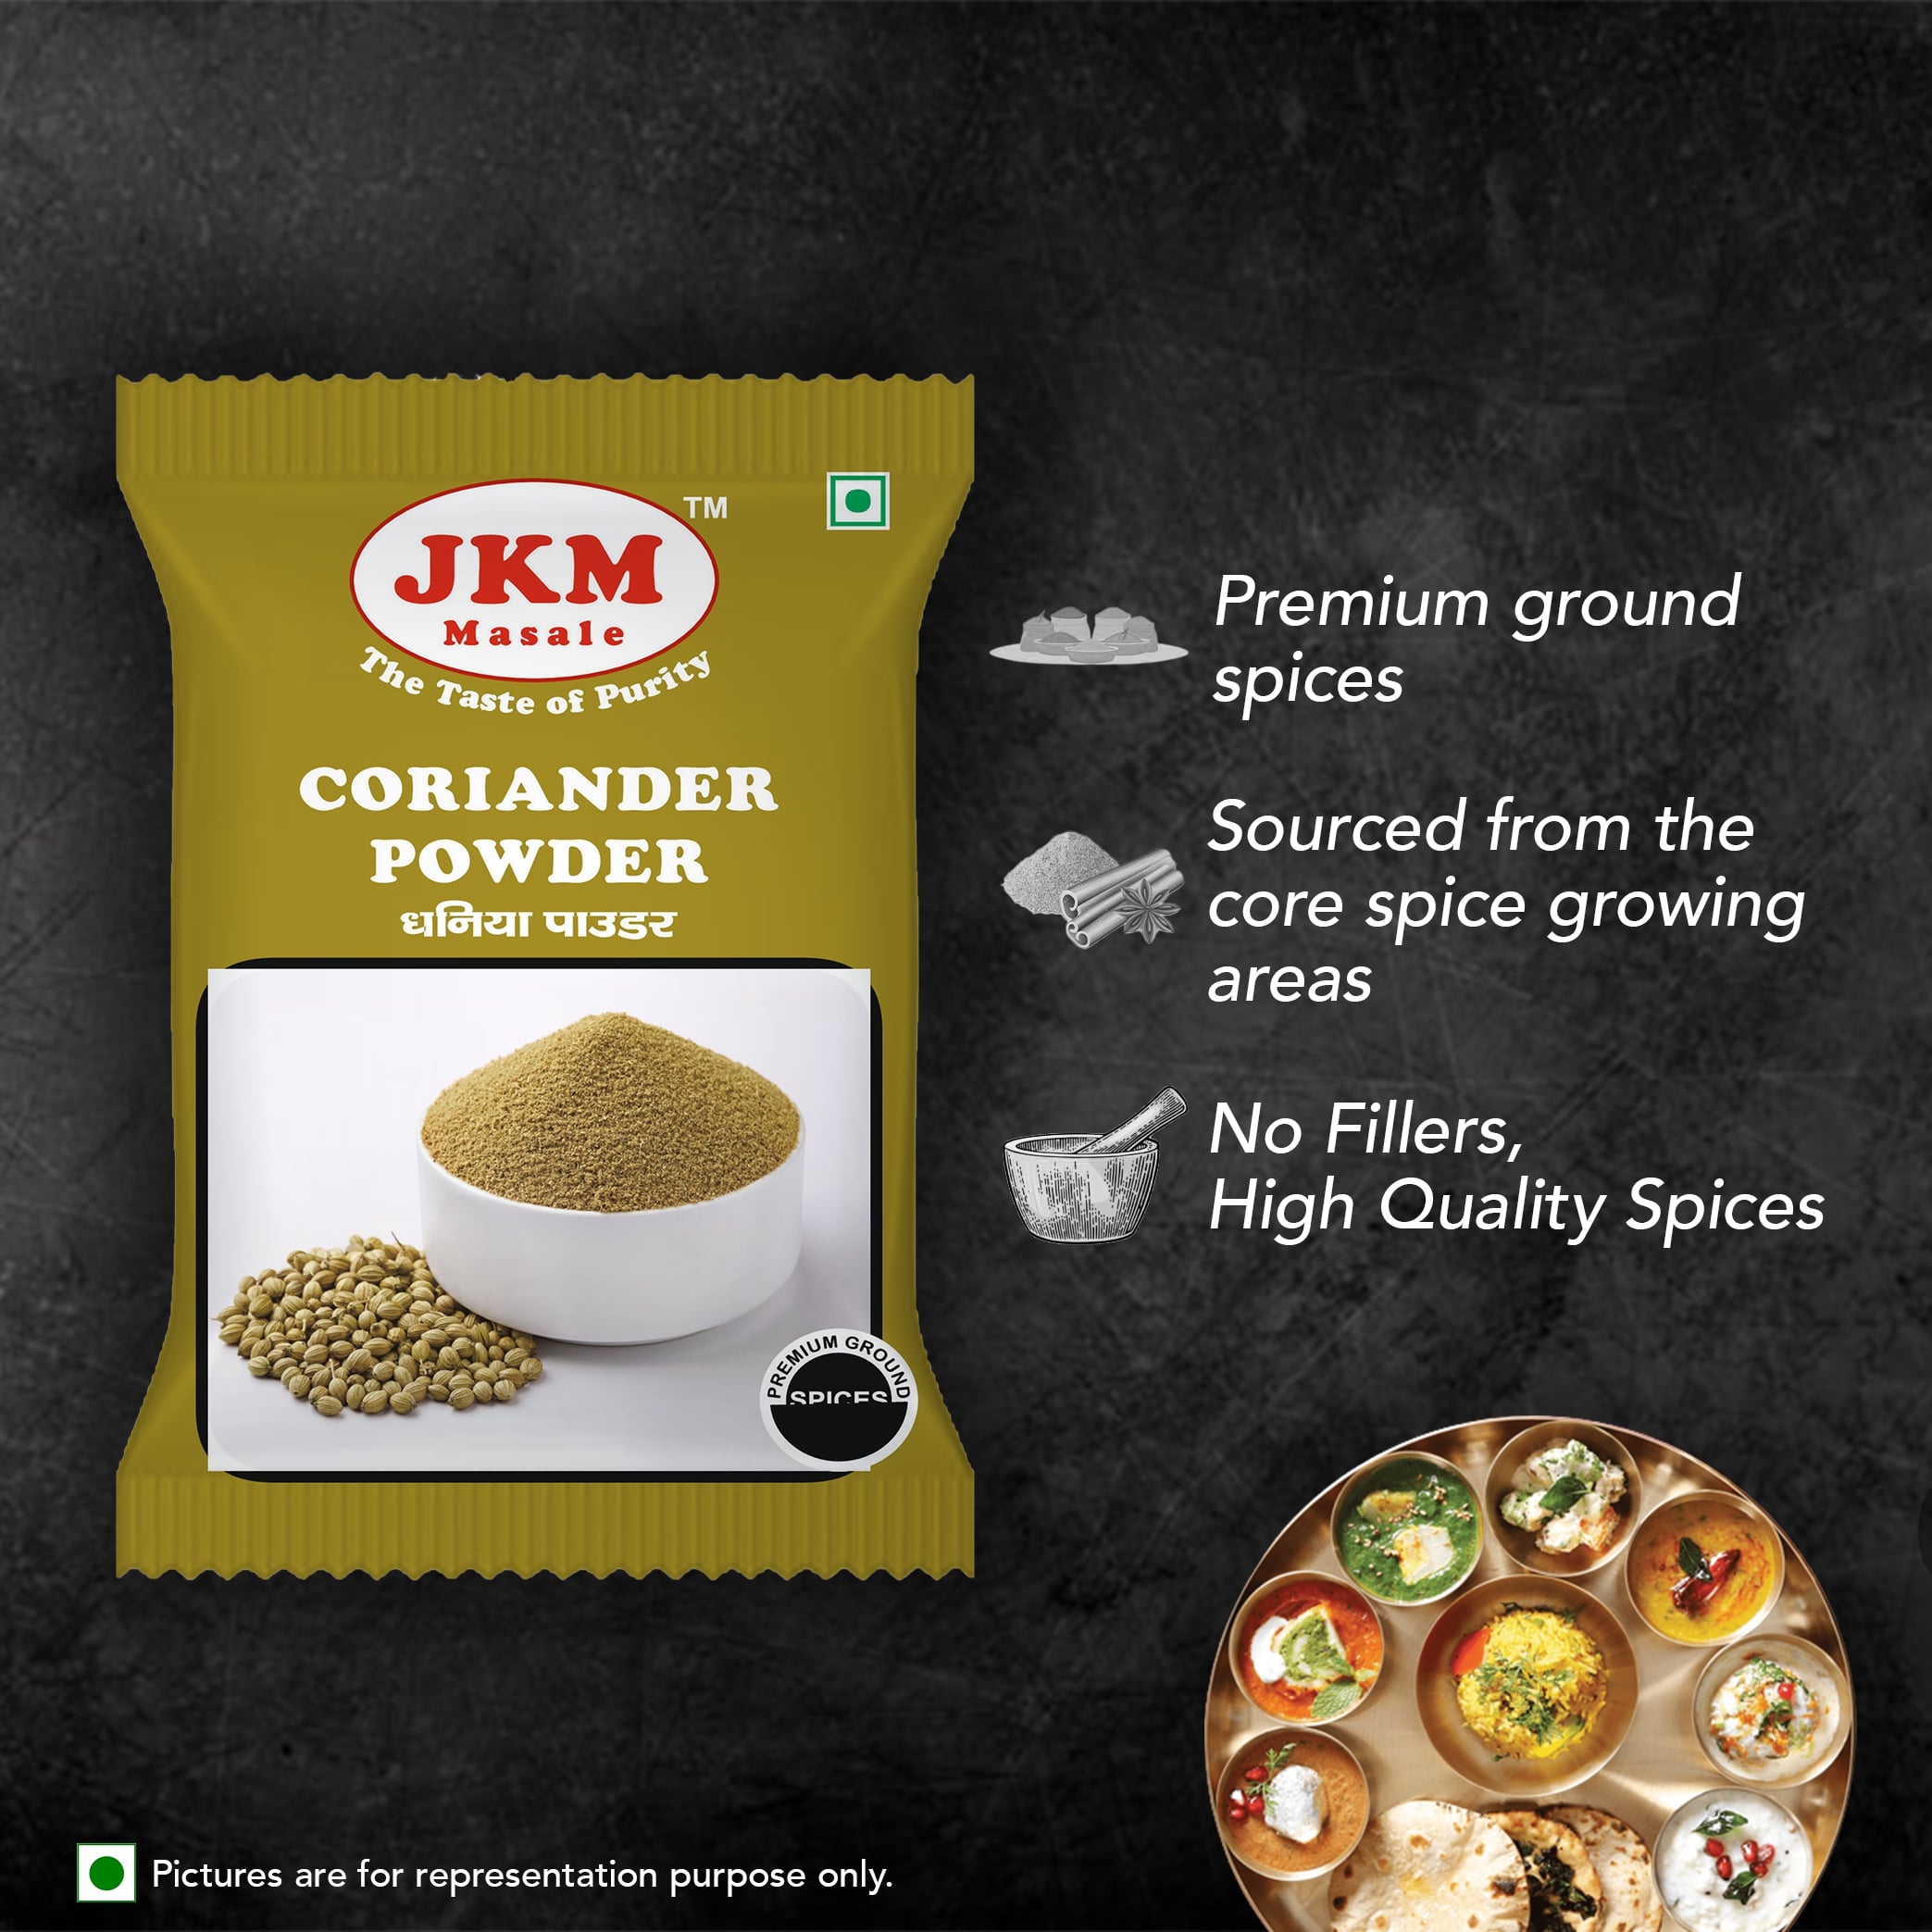 JKM
TM
Masale
The Taste of Purity
CORIANDER
POWDER
धनिया पाउडर
PREMIUM GROUND
SPICES
Premium ground
spices
Sourced from the
core spice growing
areas
No Fillers,
High Quality Spices
Pictures are for representation purpose only.